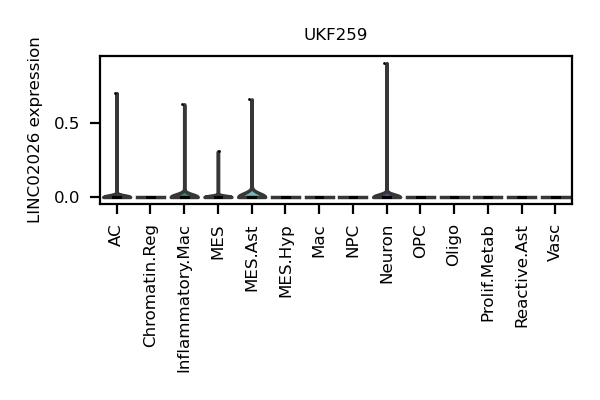 UKF259
LINC02026 expression
0.5
0.0
AC
Chromatin.Reg
Inflammatory.Mac
MES
MES.Ast
MES.Hyp
Mac
NPC
Neuron
OPC
Oligo
Prolif.Metab
Reactive.Ast
Vasc